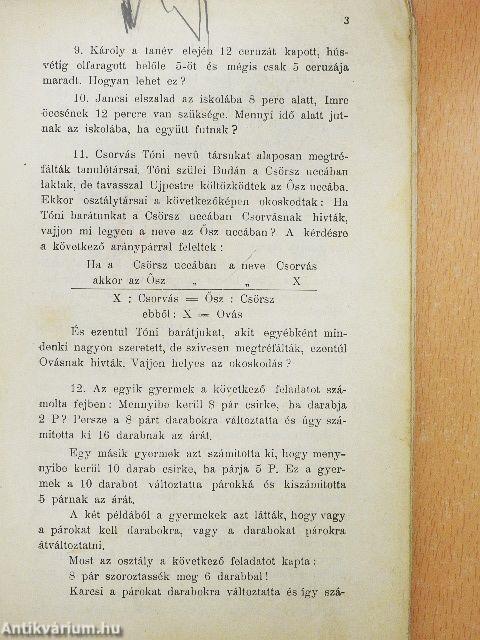 3
9. Károly a tanév elején 12 ceruzát kapott, hús-
vétig elfaragott belőle 5-öt és mégis csak 5 ceruzája
maradt. Hogyan lehet ez?
10. Jancsi elszalad az iskolába 8 perc alatt, Imre
öccsének 12 percre van szüksége. Mennyi idő alatt jut-
nak az iskolába, ha együtt futnak?
11. Csorvás Tóni nevű társukat alaposan megtré-
fálták tanulótársai. Tóni szülei Budán a Csörsz uccában
laktak, de tavasszal Ujpestre költözködtek az Ősz uccába.
Ekkor osztálytársai a következőképen okoskodtak: Ha
Tóni barátunkat a Csörsz uccában Csorvásnak hivták,
vajjon mi legyen a neve az Ősz uccában? A kérdésre
a következő aránypárral feleltek:
Ha a Csörsz uccában a neve Csorvás
akkor az Ősz „ „ X
X : Csorvás = Ősz : Csörsz
ebből: X = Ovás
És ezentul Tóni barátjukat, akit egyébként min-
denki nagyon szeretett, de szivesen megtréfálták, ezentúl
Ovásnak hivták. Vajjon helyes az okoskodás?
12. Az egyik gyermek a következő feladatot szá-
molta fejben: Mennyibe kerül 8 pár csirke, ha darabja
2 P? Persze a 8 párt darabokra változtatta és úgy szá-
mitotta ki 16 darabnak az árát.
Egy másik gyermek azt számitotta ki, hogy meny-
nyibe kerül 10 darab csirke, ha párja 5 P. Ez a gyer-
mek a 10 darabot változtatta párokká és kiszámitotta
5 párnak az árát.
A két példából a gyermekek azt látták, hogy vagy
a párokat kell darabokra, vagy a darabokat párokra
átváltoztatni.
Most az osztály a következő feladatot kapta:
8 pár szoroztassék meg 6 darabbal!
Karcsi a párokat darabokra változtatta és így szá-
Antikvárium.hu